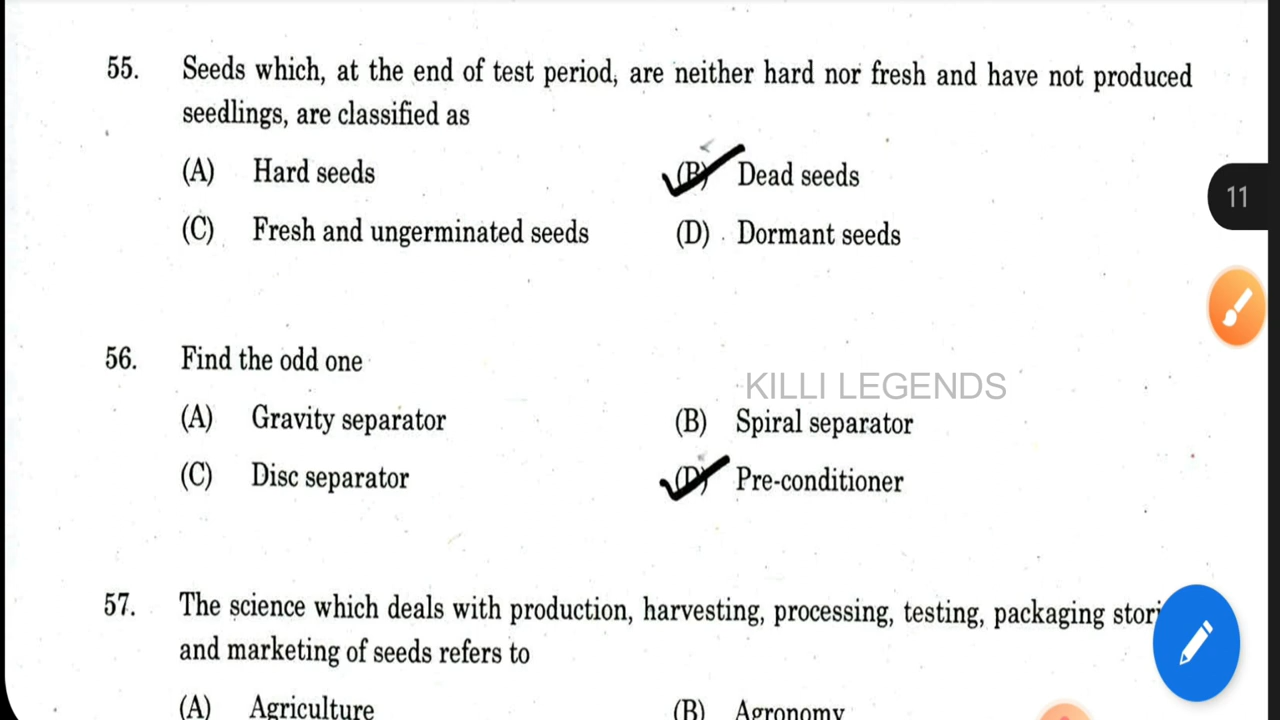 55. Seeds which, at the end of test period, are neither hard nor fresh and have not produced
seedlings, are classified as
(A) Hard seeds (B) Dead seeds
(C) Fresh and ungerminated seeds (D) Dormant seeds
11
56. Find the odd one
KILLI LEGENDS
(A) Gravity separator (B) Spiral separator
(C) Disc separator (D) Pre-conditioner
57. The science which deals with production, harvesting, processing, testing, packaging
and marketing of seeds refers to
(A) Agriculture (B) Agronomy